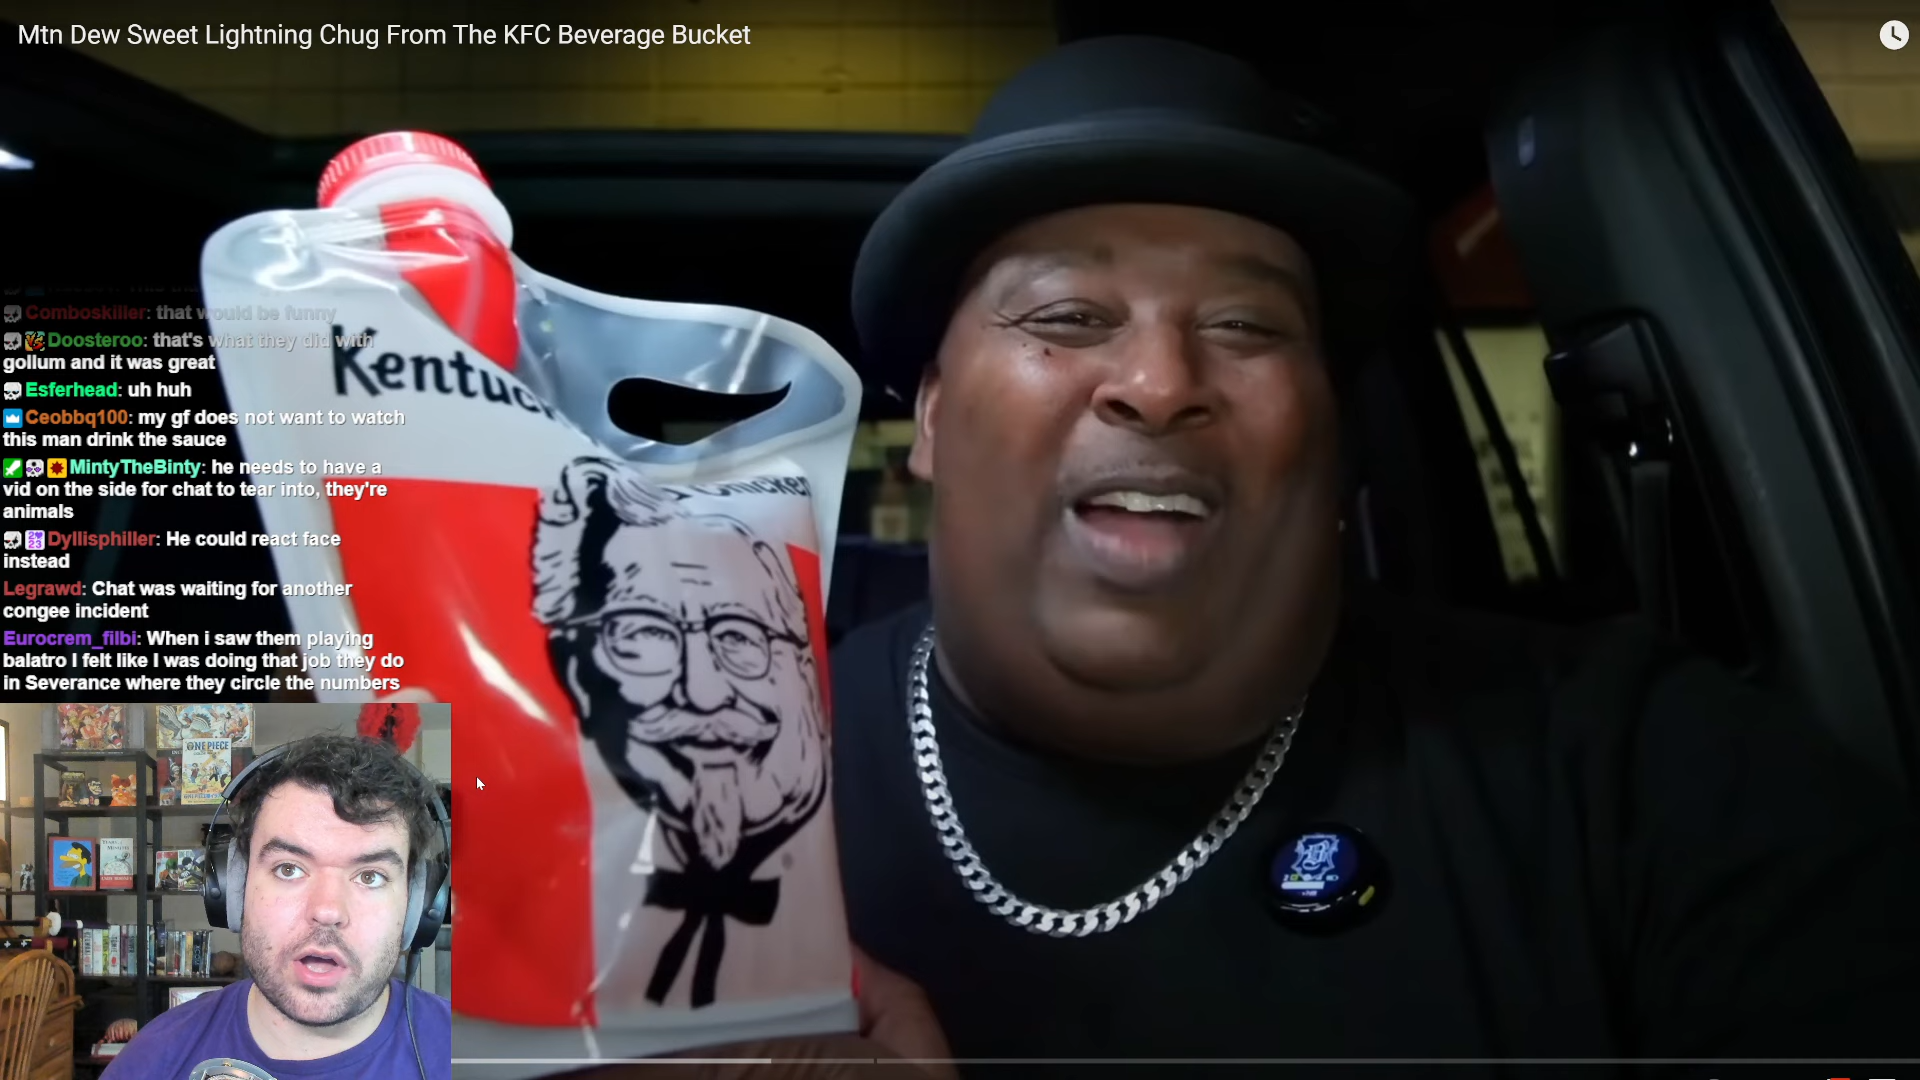 Mtn Dew Sweet Lightning Chug From The KFC Beverage Bucket
Comboskiller: that would be funny
Doosteroo: that's what they did with
gollum and it was great
Esferhead: uh huh
Ceobbq100: my gf does not want to watch
this man drink the sauce
MintyTheBinty: he needs to have a
vid on the side for chat to tear into, they're
animals
Dyllisphiller: He could react face
instead
Legrawd: Chat was waiting for another
congee incident
Eurocrem_filbi: When i saw them playing
balatro I felt like I was doing that job they do
in Severance where they circle the numbers
Kentuc
Chicken
ONE PIECE